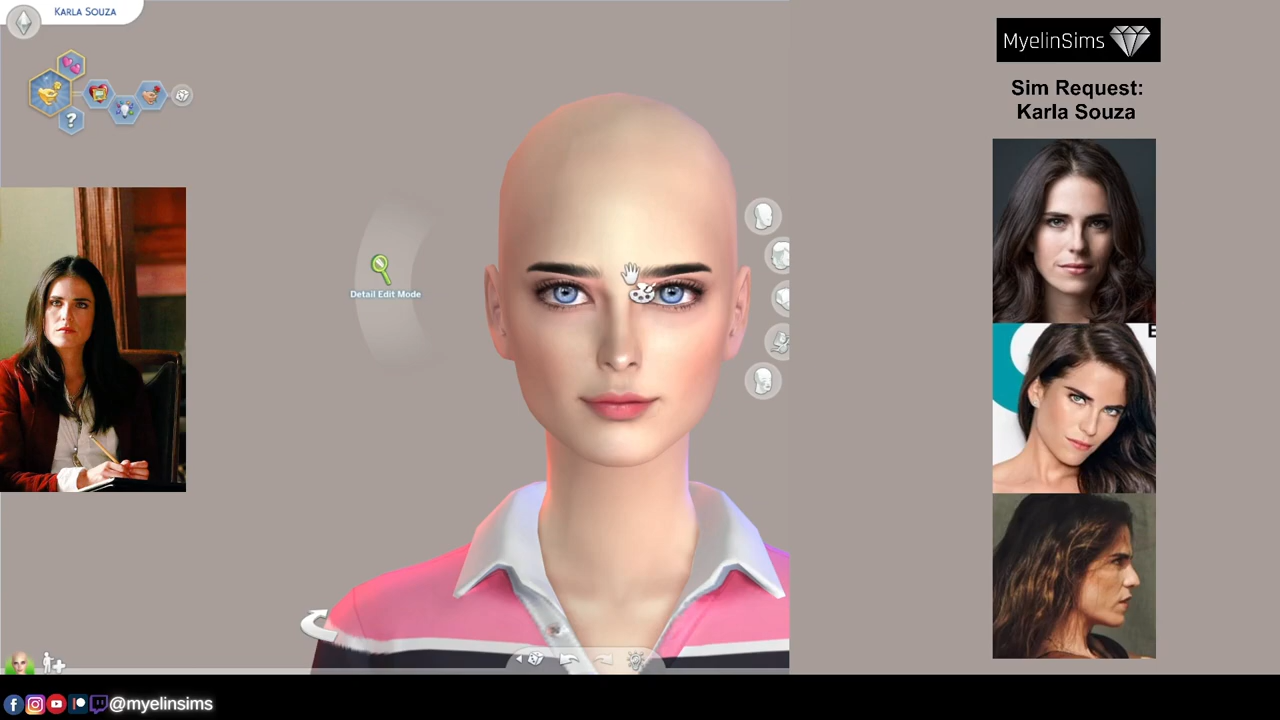 KARLA SOUZA
?
Detail Edit Mode
MyelinSims
Sim Request:
Karla Souza
E
@myelinsims